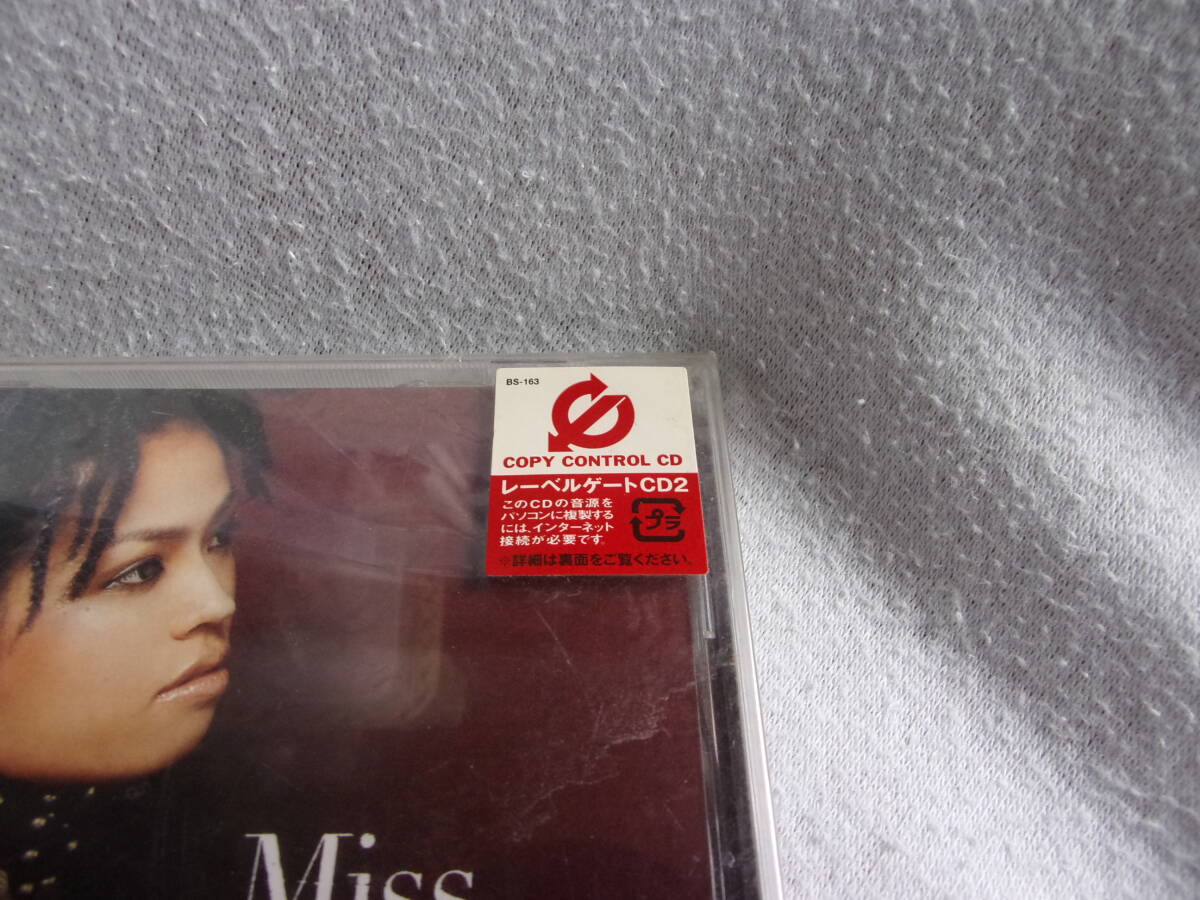 BS-163
COPY CONTROL CD
レーベルゲートCD2
このCDの音源を
パソコンに複製する
には、インターネット
接続が必要です。
プラ
※詳細は裏面をご覧ください。
Miss